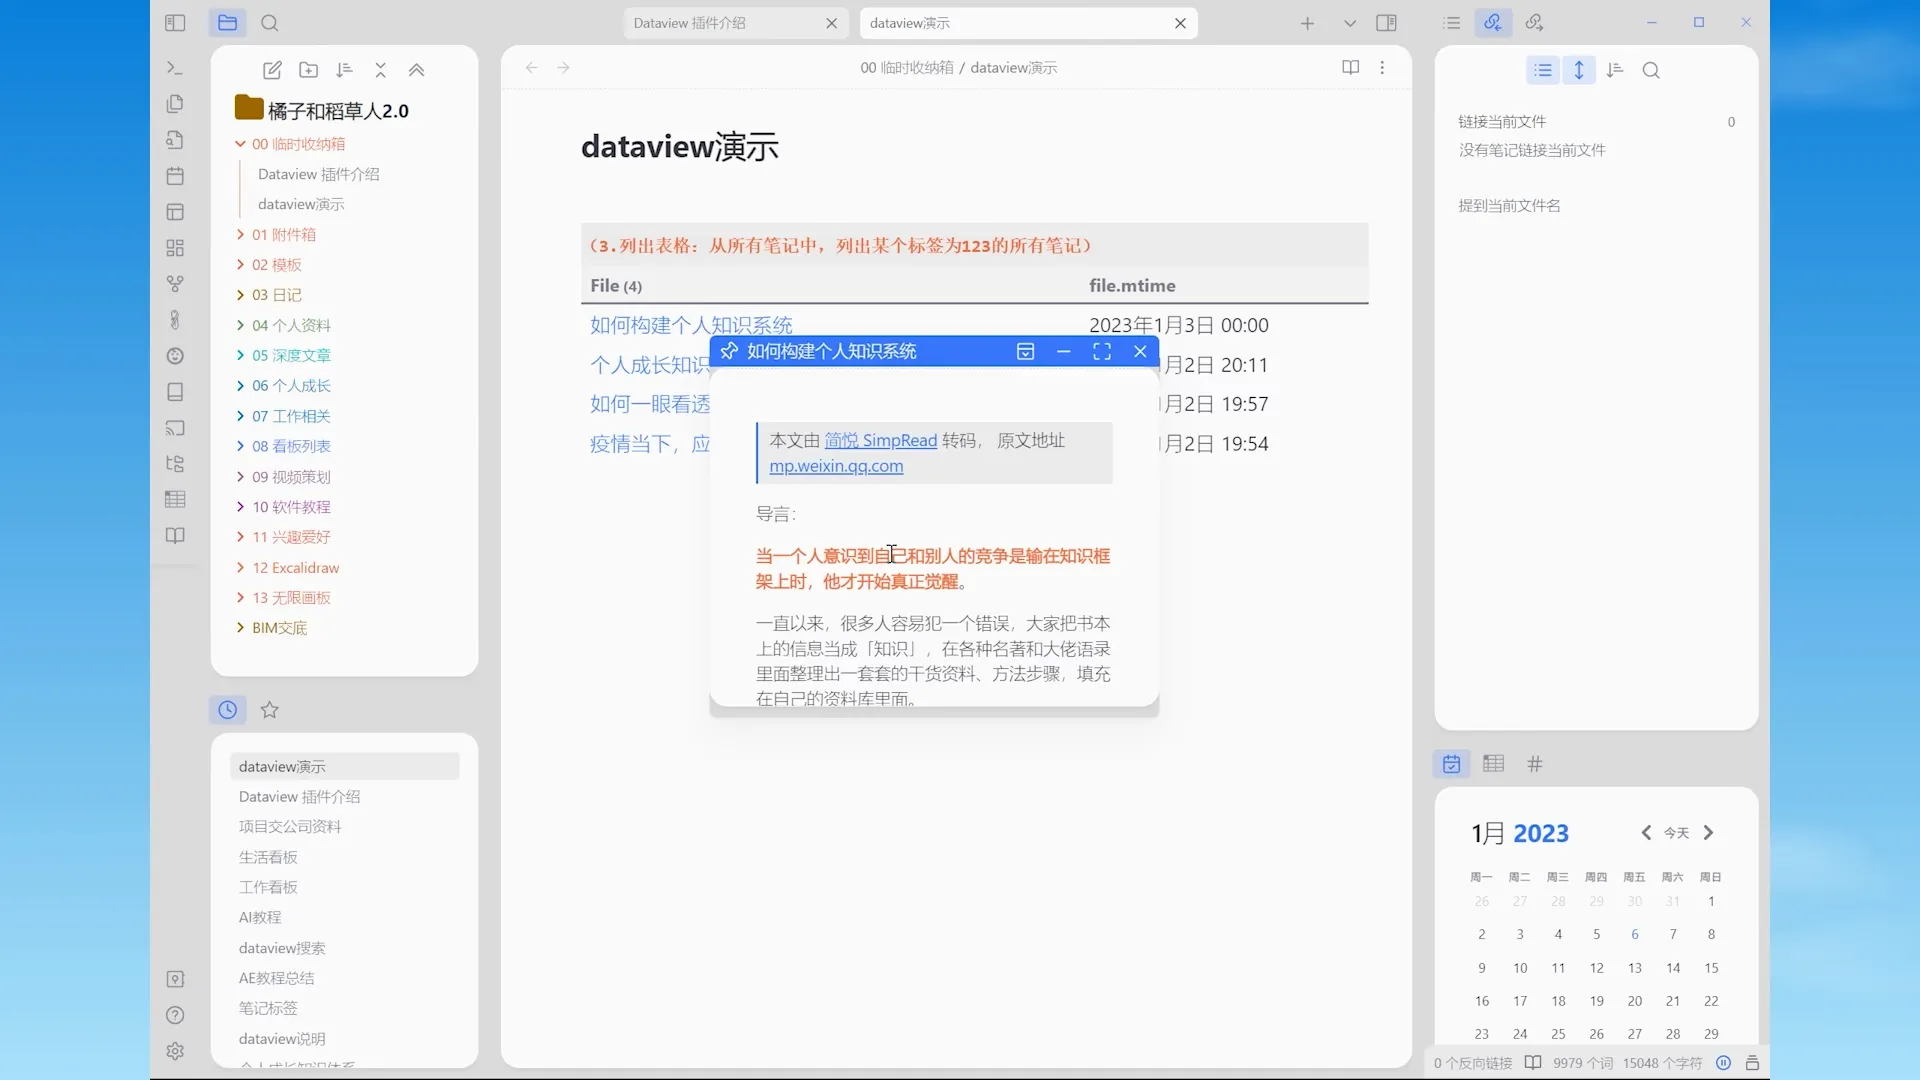 Dataview 插件介绍
dataview演示
橘子和稻草人2.0
00 临时收纳箱
Dataview 插件介绍
dataview演示
01 附件箱
02 模板
03 日记
04 个人资料
05 深度文章
06 个人成长
07 工作相关
08 看板列表
09 视频策划
10 软件教程
11 兴趣爱好
12 Excalidraw
13 无限画板
BIM交底
dataview演示
Dataview 插件介绍
项目交公司资料
生活看板
工作看板
AI教程
dataview搜索
AE教程总结
笔记标签
dataview说明
00 临时收纳箱 / dataview演示
dataview演示
(3.列出表格: 从所有笔记中, 列出某个标签为123的所有笔记)
File (4) file.mtime
如何构建个人知识系统 2023年1月3日 00:00
个人成长知识 月2日 20:11
如何一眼看透 月2日 19:57
疫情当下，应 月2日 19:54
如何构建个人知识系统
本文由 简悦 SimpRead 转码， 原文地址
mp.weixin.qq.com
导言：
当一个人意识到自己和别人的竞争是输在知识框
架上时，他才开始真正觉醒。
一直以来，很多人容易犯一个错误，大家把书本
上的信息当成「知识」，在各种名著和大佬语录
里面整理出一套套的干货资料、方法步骤，填充
在自己的资料库里面。
链接当前文件 0
没有笔记链接当前文件
提到当前文件名
1月 2023 今天
周一 周二 周三 周四 周五 周六 周日
26 27 28 29 30 31 1
2 3 4 5 6 7 8
9 10 11 12 13 14 15
16 17 18 19 20 21 22
23 24 25 26 27 28 29
0 个反向链接 9979 个词 15048 个字符